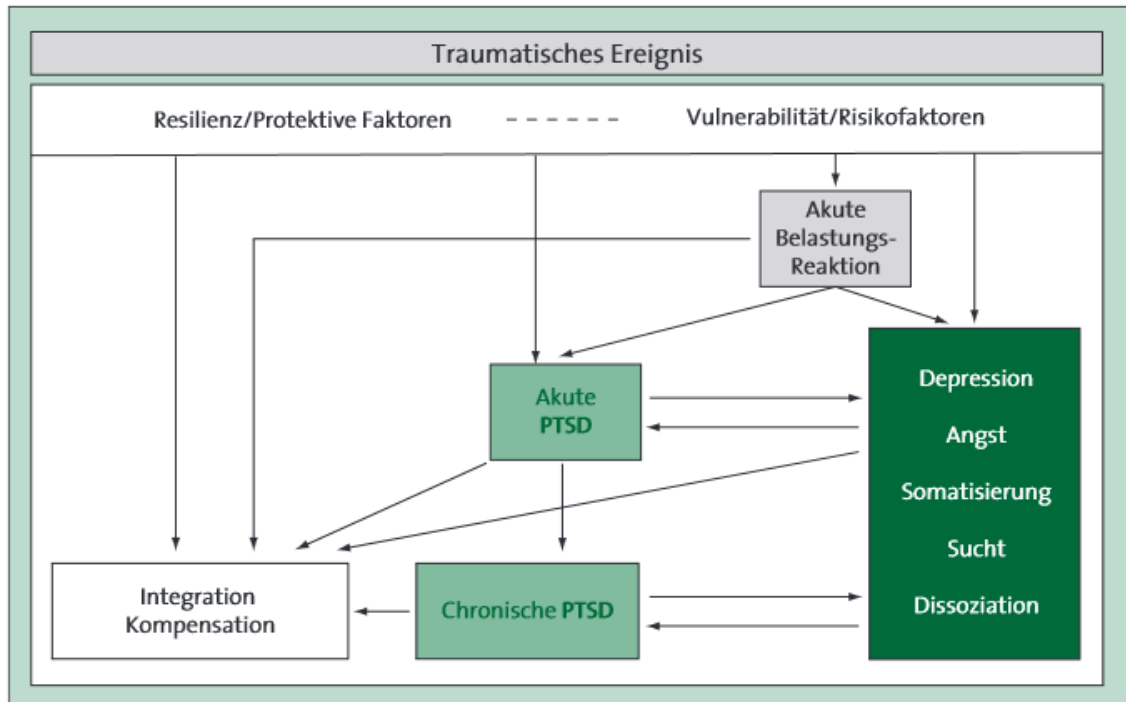 Traumatisches Ereignis
Resilienz/Protektive Faktoren
Vulnerabilität/Risikofaktoren
Akute
Belastungs-
Reaktion
Akute
PTSD
Depression
Angst
Somatisierung
Sucht
Dissoziation
Integration
Kompensation
Chronische PTSD